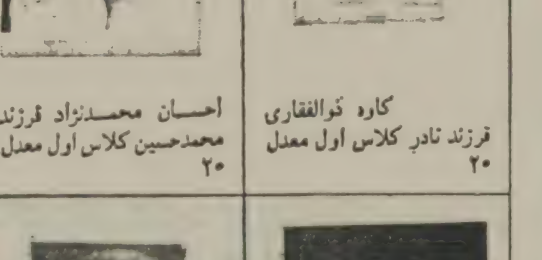 کاوه ذوالفقاری
فرزند نادر کلاس اول معدل
۲۰
احسان محمدنژاد فرزند
محمدحسین کلاس اول معدل
۲۰